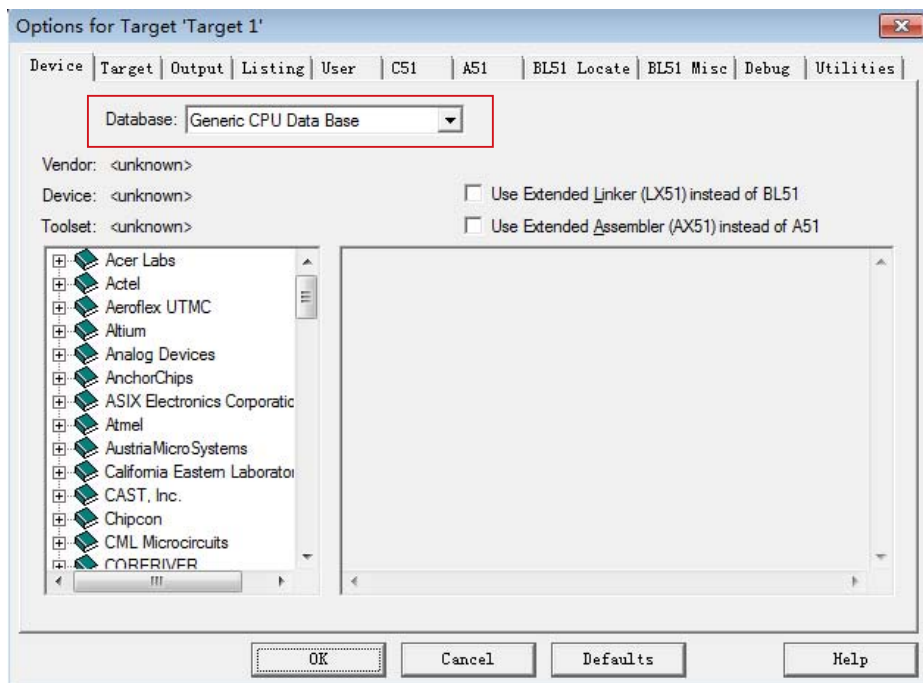 Options for Target 'Target 1'
Device Target Output Listing User C51 A51 BL51 Locate BL51 Misc Debug Utilities
Database: Generic CPU Data Base
Vendor: <unknown>
Device: <unknown>
Use Extended Linker (LX51) instead of BL51
Toolset: <unknown>
Use Extended Assembler (AX51) instead of A51
Acer Labs
Actel
Aeroflex UTMC
Altium
Analog Devices
AnchorChips
ASIX Electronics Corporatic
Atmel
AustriaMicroSystems
California Eastern Laborator
CAST, Inc.
Chipcon
CML Microcircuits
CORERIVER
OK Cancel Defaults Help